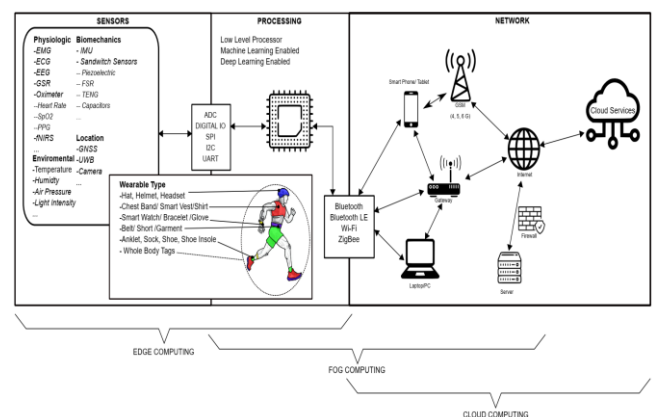 SENSORS
PROCESSING
NETWORK
Physiologic
-EMG
-ECG
-EEG
-GSR
-Oximeter
--Heart Rate
--SpO2
--PPG
-fNIRS
...
Enviromental
-Temperature
-Humidty
-Air Pressure
-Light Intensity
...
Biomechanics
- IMU
- Sandwitch Sensors
-- Piezoelectric
-- FSR
-- TENG
-- Capacitors
...
Location
-GNSS
-UWB
-Camera
...
ADC
DIGITAL IO
SPI
I2C
UART
Low Level Processor
Machine Learning Enabled
Deep Learning Enabled
Wearable Type
-Hat, Helmet, Headset
-Chest Band/ Smart Vest/Shirt
-Smart Watch/ Bracelet /Glove
-Belt/ Short /Garment
-Anklet, Sock, Shoe, Shoe Insole
- Whole Body Tags
Bluetooth
Bluetooth LE
Wi-Fi
ZigBee
Smart Phone/ Tablet
GSM
(4, 5, 6 G)
Gateway
Laptop/PC
Internet
Firewall
Server
Cloud Services
EDGE COMPUTING
FOG COMPUTING
CLOUD COMPUTING